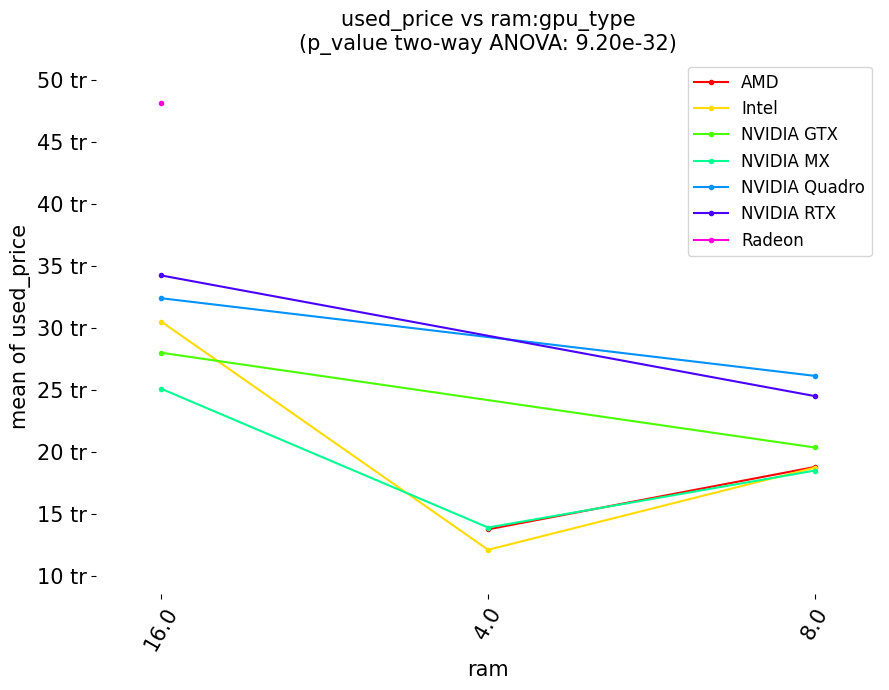 used_price vs ram:gpu_type
(p_value two-way ANOVA: 9.20e-32)
AMD
Intel
NVIDIA GTX
NVIDIA MX
NVIDIA Quadro
NVIDIA RTX
Radeon
mean of used_price
50 tr
45 tr
40 tr
35 tr
30 tr
25 tr
20 tr
15 tr
10 tr
16.0
4.0
8.0
ram